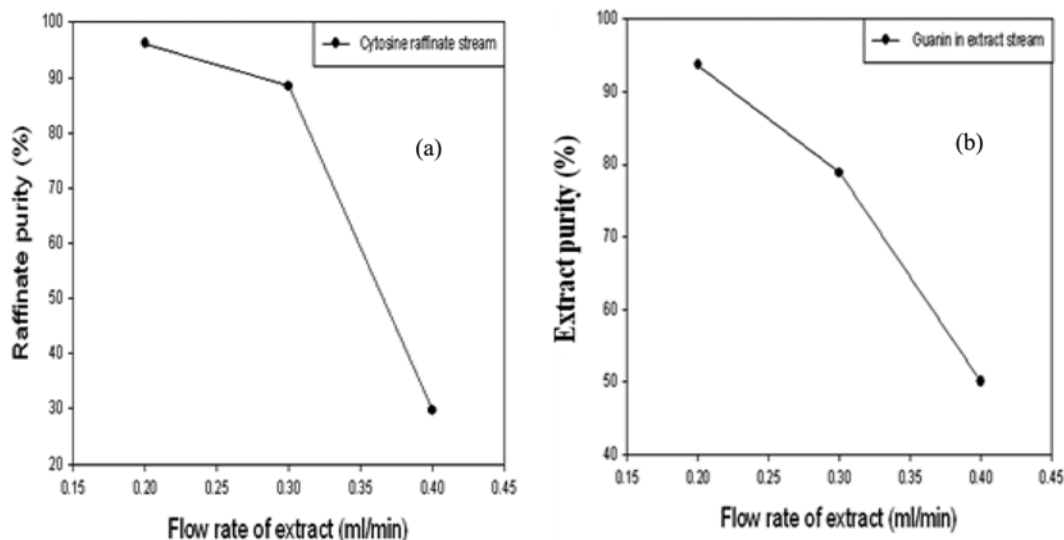 100
90
80
70
60
50
40
30
20
0.15 0.20 0.25 0.30 0.35 0.40 0.45
Raffinate purity (%)
Flow rate of extract (ml/min)
Cytosine raffinate stream
(a)
100
90
80
70
60
50
40
0.15 0.20 0.25 0.30 0.35 0.40 0.45
Extract purity (%)
Flow rate of extract (ml/min)
Guanin in extract stream
(b)